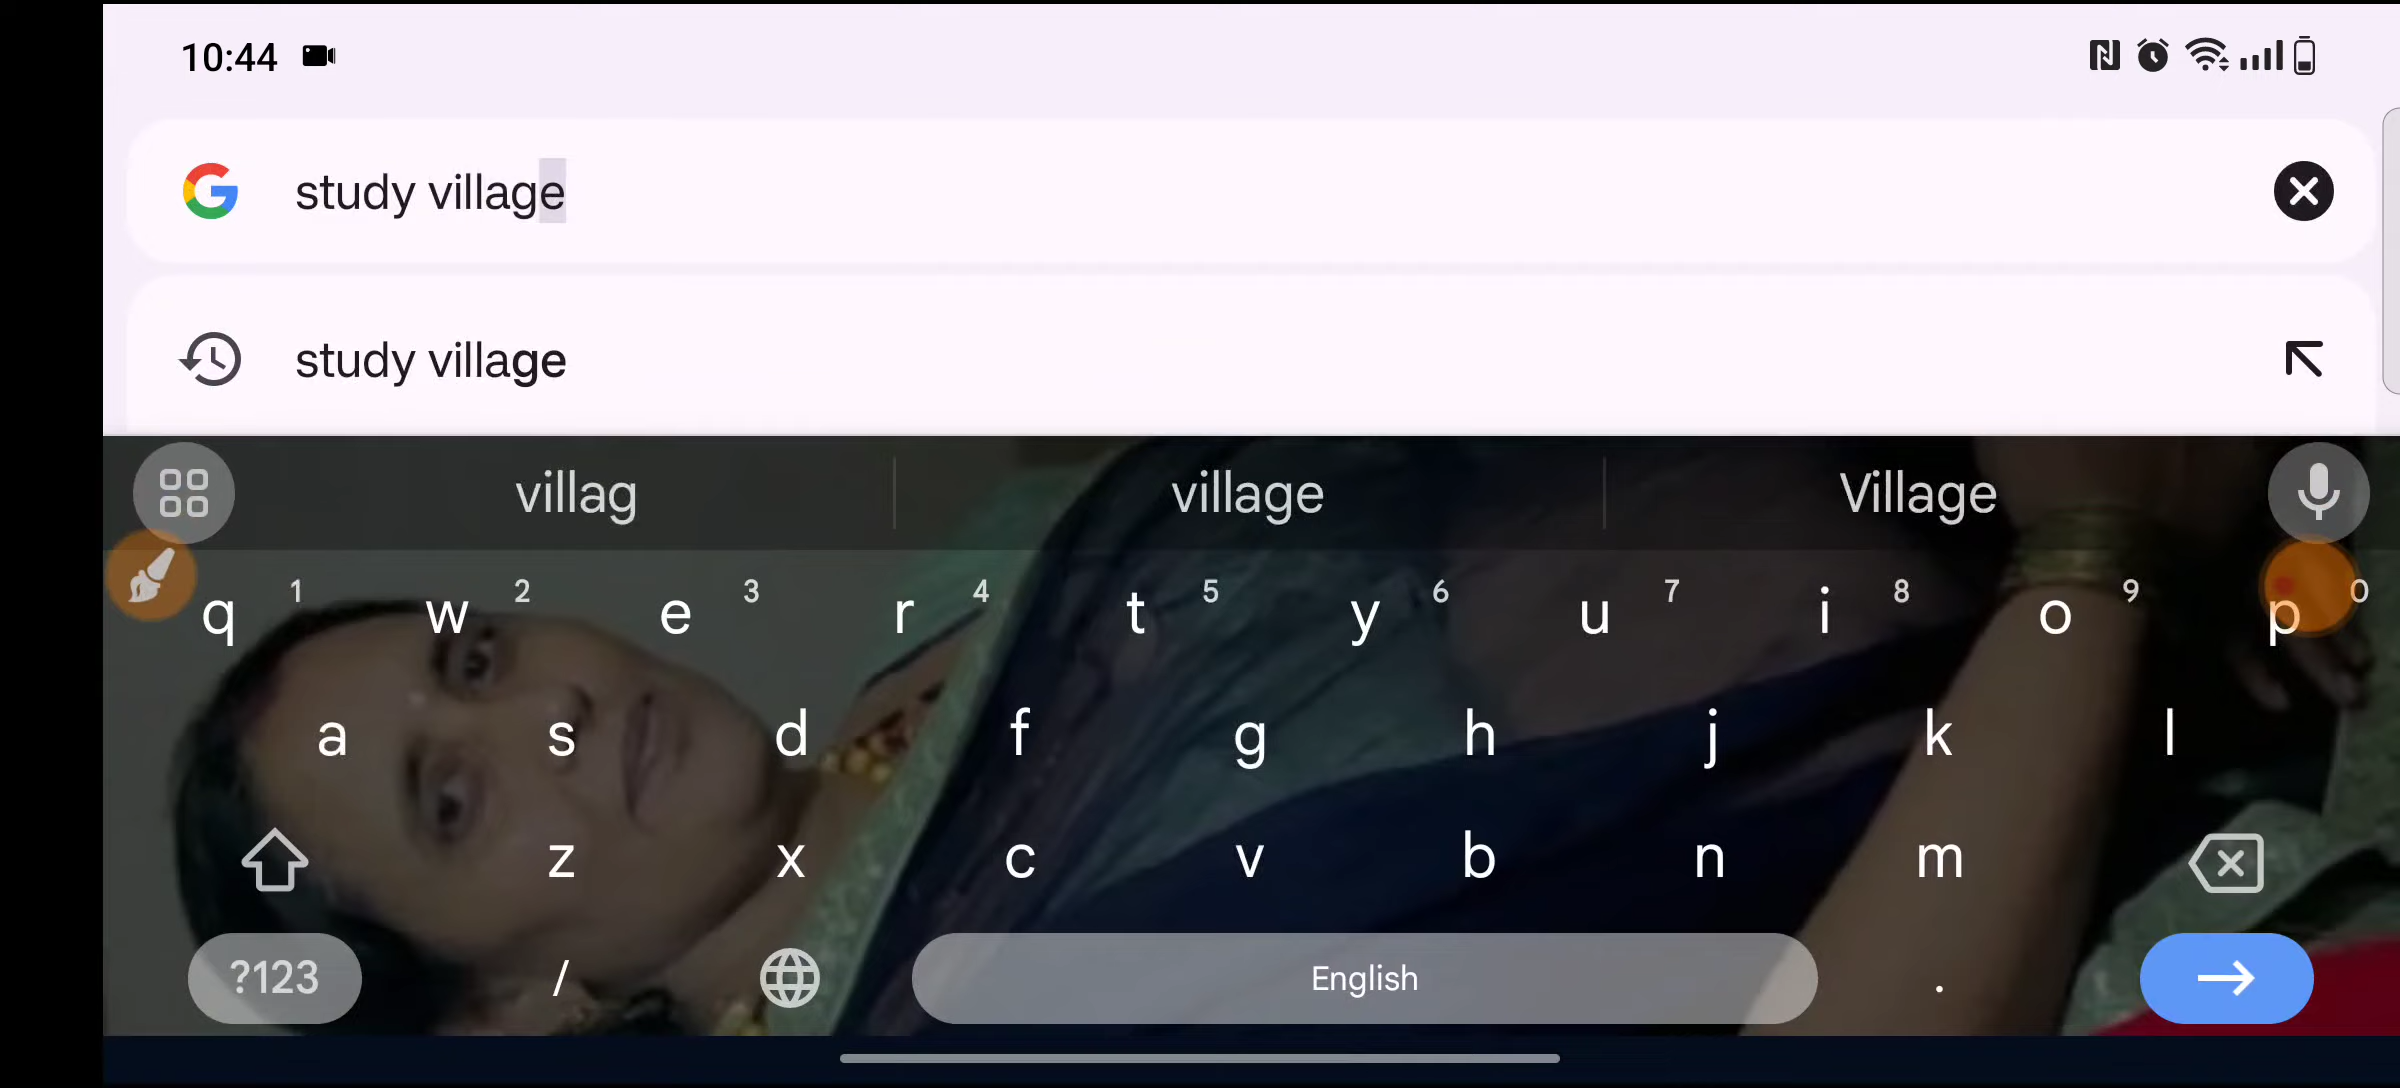 10:44
study village
study village
villag village Village
q 1 w 2 e 3 r 4 t 5 y 6 u 7 i 8 o 9 p 0
a s d f g h j k l
z x c v b n m
?123 / English .